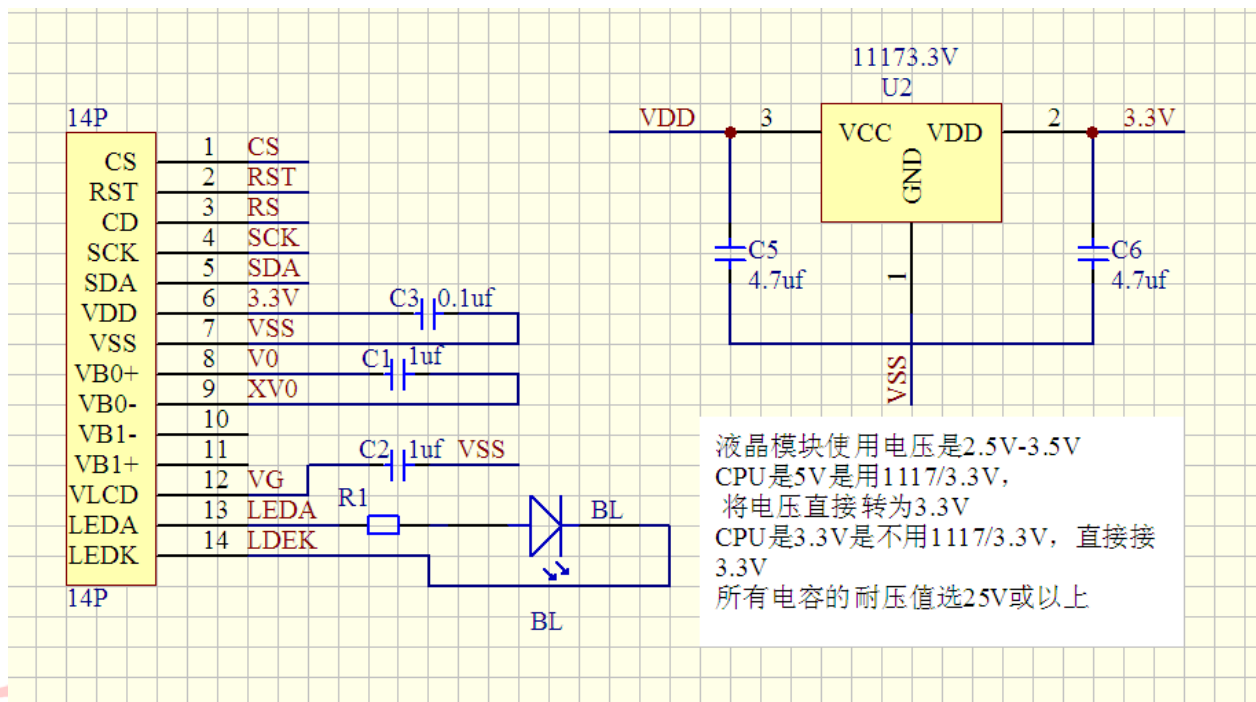 14P
CS 1 CS
RST 2 RST
CD 3 RS
SCK 4 SCK
SDA 5 SDA
VDD 6 3.3V C3 0.1uf
VSS 7 VSS
VB0+ 8 V0 C1 1uf
VB0- 9 XV0
VB1- 10
VB1+ 11
VLCD 12 VG C2 1uf VSS
LEDA 13 LEDA R1 BL
LEDK 14 LDEK
14P
BL
11173.3V
U2
VDD 3 VCC VDD 2 3.3V
GND
1
C5
4.7uf
C6
4.7uf
VSS
液晶模块使用电压是2.5V-3.5V
CPU是5V是用1117/3.3V，
将电压直接转为3.3V
CPU是3.3V是不用1117/3.3V，直接接
3.3V
所有电容的耐压值选25V或以上